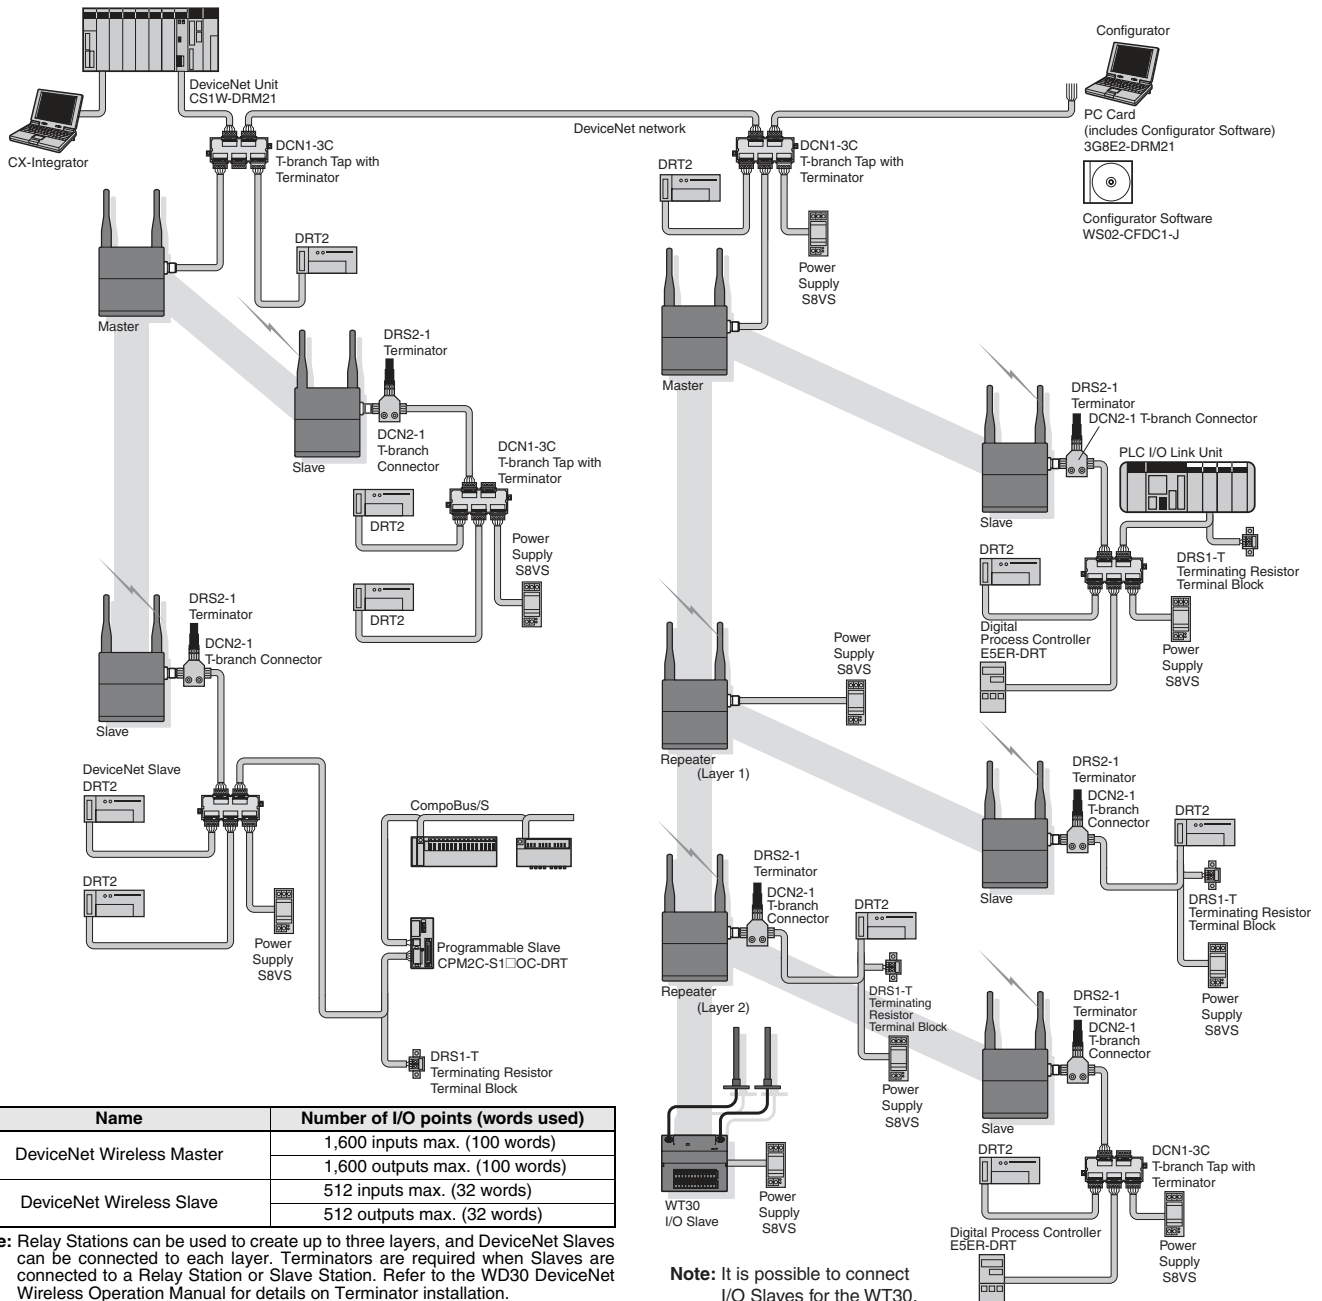 Configurator
DeviceNet Unit
CS1W-DRM21
CX-Integrator
DCN1-3C
T-branch Tap with
Terminator
DeviceNet network
DCN1-3C
T-branch Tap with
Terminator
PC Card
(includes Configurator Software)
3G8E2-DRM21
Configurator Software
WS02-CFDC1-J
DRT2
Power
Supply
S8VS
DRT2
Master
Master
DRS2-1
Terminator
DCN2-1
T-branch
Connector
Slave
DCN1-3C
T-branch Tap with
Terminator
DRT2
DRT2
Power
Supply
S8VS
DRS2-1
Terminator
DCN2-1 T-branch Connector
PLC I/O Link Unit
Slave
DRT2
DRS1-T
Terminating Resistor
Terminal Block
Digital
Process Controller
E5ER-DRT
Power
Supply
S8VS
DRS2-1
Terminator
DCN2-1
T-branch Connector
Slave
Power
Supply
S8VS
Repeater
(Layer 1)
DeviceNet Slave
DRT2
DRT2
Power
Supply
S8VS
CompoBus/S
Programmable Slave
CPM2C-S1□OC-DRT
DRS1-T
Terminating Resistor
Terminal Block
DRS2-1
Terminator
DCN2-1
T-branch
Connector
DRT2
Slave
DRS1-T
Terminating Resistor
Terminal Block
Power
Supply
S8VS
DRS2-1
Terminator
DCN2-1
T-branch
Connector
DRT2
Repeater
(Layer 2)
DRS1-T
Terminating
Resistor
Terminal Block
Power
Supply
S8VS
DRS2-1
Terminator
DCN2-1
T-branch
Connector
Slave
DRT2
DCN1-3C
T-branch Tap with
Terminator
Digital Process Controller
E5ER-DRT
Power
Supply
S8VS
WT30
I/O Slave
Power
Supply
S8VS
Name Number of I/O points (words used)
DeviceNet Wireless Master 1,600 inputs max. (100 words)
1,600 outputs max. (100 words)
DeviceNet Wireless Slave 512 inputs max. (32 words)
512 outputs max. (32 words)
e: Relay Stations can be used to create up to three layers, and DeviceNet Slaves
can be connected to each layer. Terminators are required when Slaves are
connected to a Relay Station or Slave Station. Refer to the WD30 DeviceNet
Wireless Operation Manual for details on Terminator installation.
Note: It is possible to connect
I/O Slaves for the WT30.